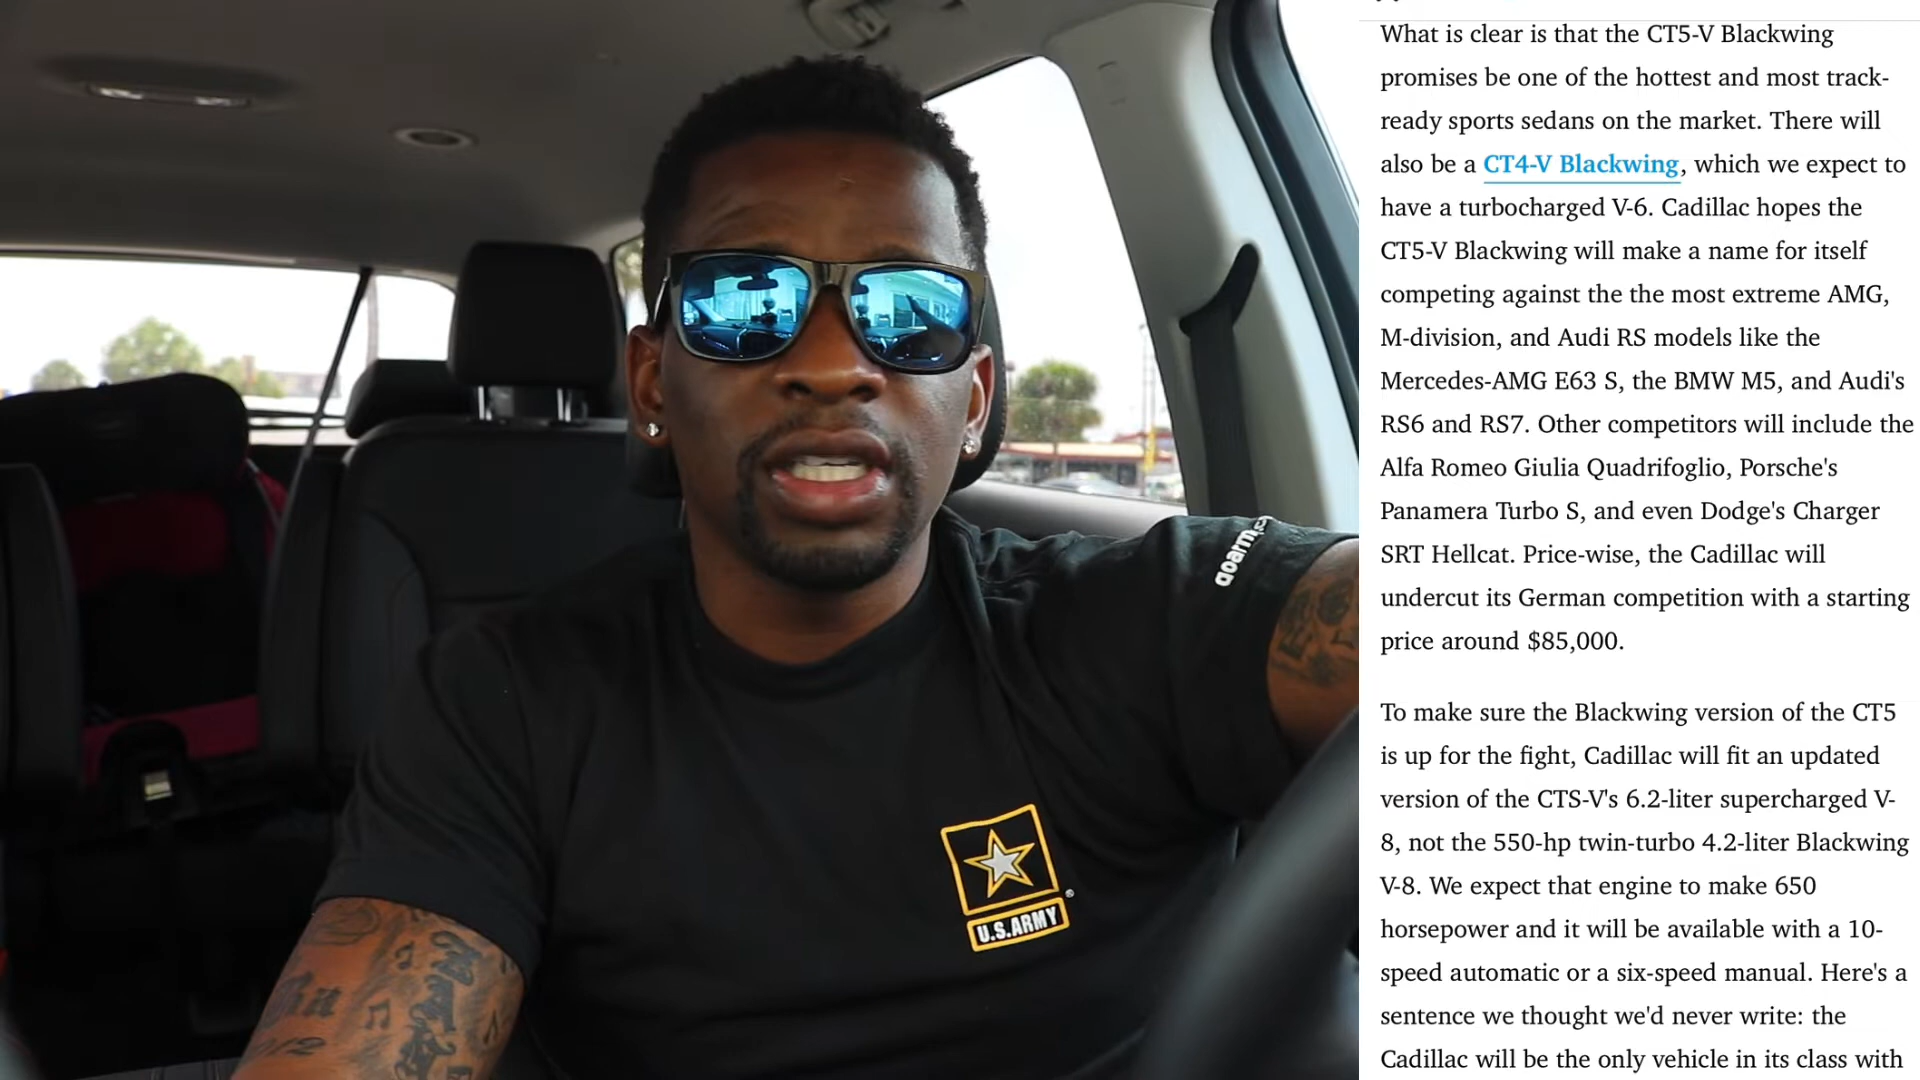 What is clear is that the CT5-V Blackwing
promises be one of the hottest and most track-
ready sports sedans on the market. There will
also be a CT4-V Blackwing, which we expect to
have a turbocharged V-6. Cadillac hopes the
CT5-V Blackwing will make a name for itself
competing against the the most extreme AMG,
M-division, and Audi RS models like the
Mercedes-AMG E63 S, the BMW M5, and Audi's
RS6 and RS7. Other competitors will include the
Alfa Romeo Giulia Quadrifoglio, Porsche's
Panamera Turbo S, and even Dodge's Charger
SRT Hellcat. Price-wise, the Cadillac will
undercut its German competition with a starting
price around $85,000.
To make sure the Blackwing version of the CT5
is up for the fight, Cadillac will fit an updated
version of the CTS-V's 6.2-liter supercharged V-
8, not the 550-hp twin-turbo 4.2-liter Blackwing
V-8. We expect that engine to make 650
horsepower and it will be available with a 10-
speed automatic or a six-speed manual. Here's a
sentence we thought we'd never write: the
Cadillac will be the only vehicle in its class with
U.S.ARMY